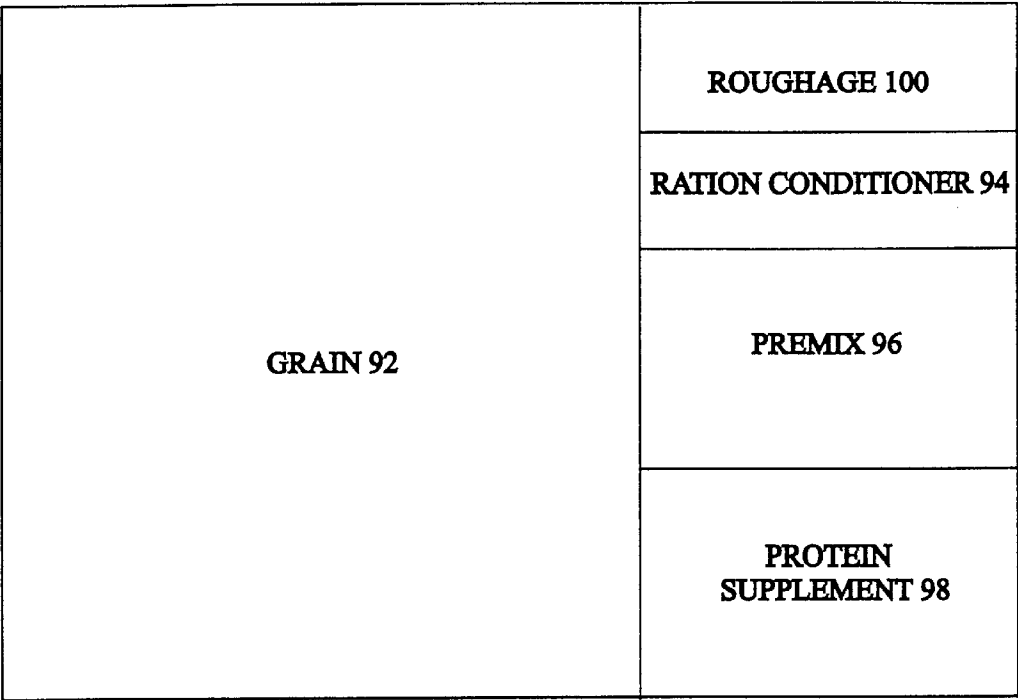 GRAIN 92
ROUGHAGE 100
RATION CONDITIONER 94
PREMIX 96
PROTEIN
SUPPLEMENT 98